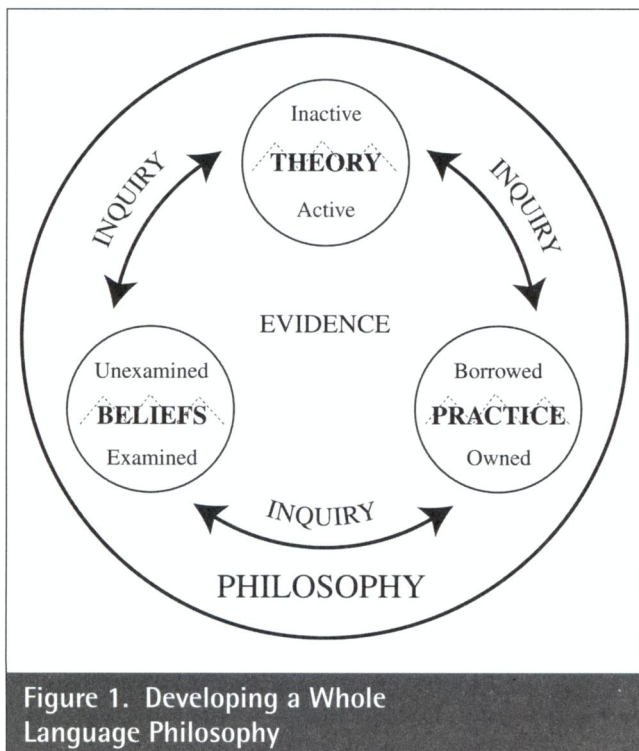 Inactive
THEORY
Active
INQUIRY
INQUIRY
EVIDENCE
Unexamined
BELIEFS
Examined
Borrowed
PRACTICE
Owned
INQUIRY
PHILOSOPHY
Figure 1. Developing a Whole
Language Philosophy